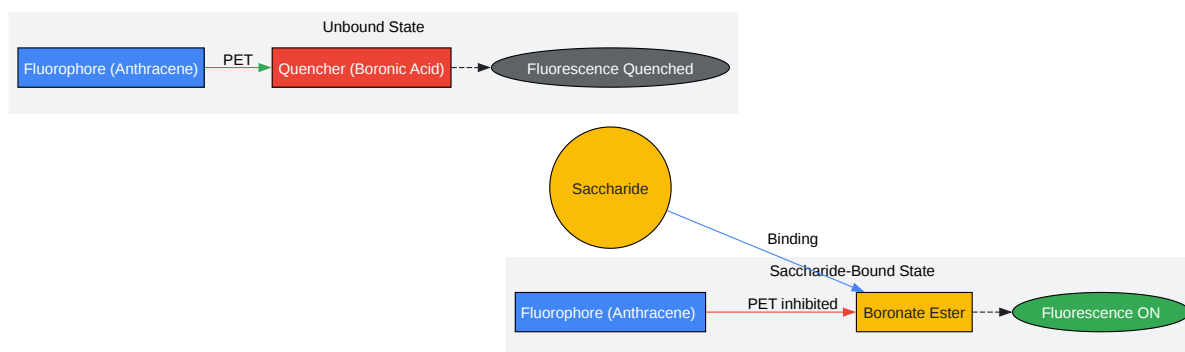 Unbound State
Fluorophore (Anthracene)
PET
Quencher (Boronic Acid)
Fluorescence Quenched
Saccharide
Binding
Saccharide-Bound State
Fluorophore (Anthracene)
PET inhibited
Boronate Ester
Fluorescence ON